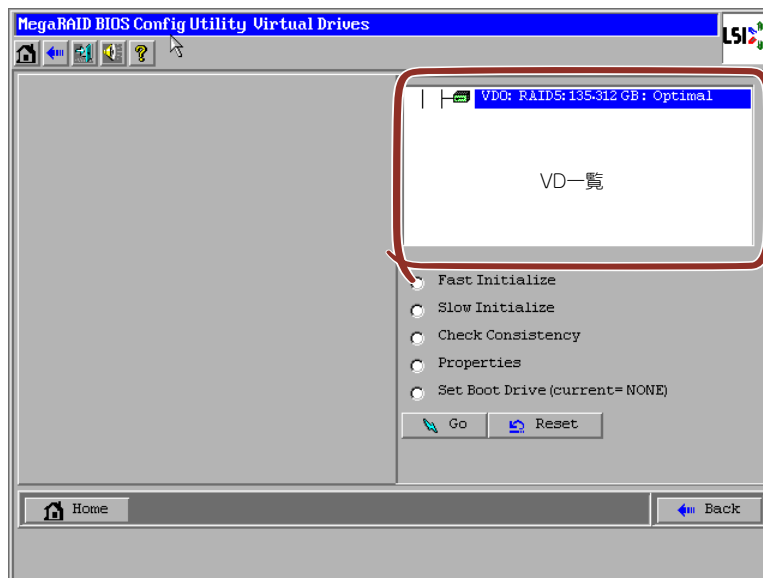 MegaRAID BIOS Config Utility Virtual Drives
LSI
VD0: RAID5: 135.312 GB: Optimal
VD一覧
Fast Initialize
Slow Initialize
Check Consistency
Properties
Set Boot Drive (current= NONE)
Go
Reset
Home
Back